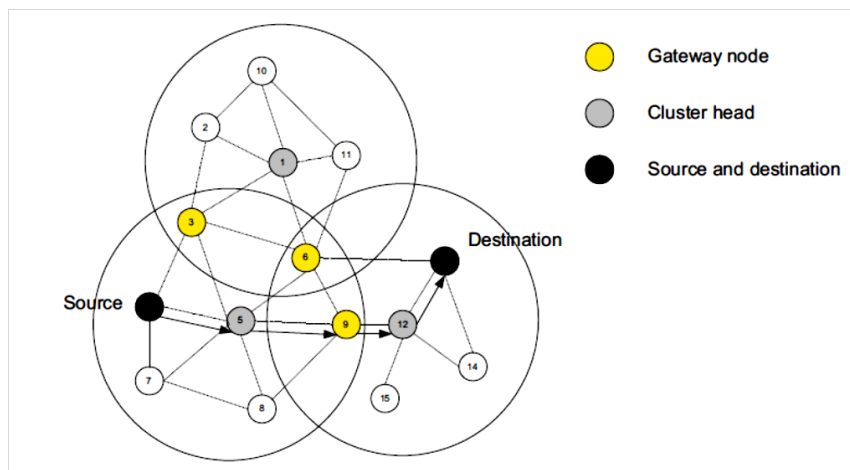 10
Gateway node
2
Cluster head
11
1
Source and destination
3
Destination
6
Source
5
9
12
14
7
15
8